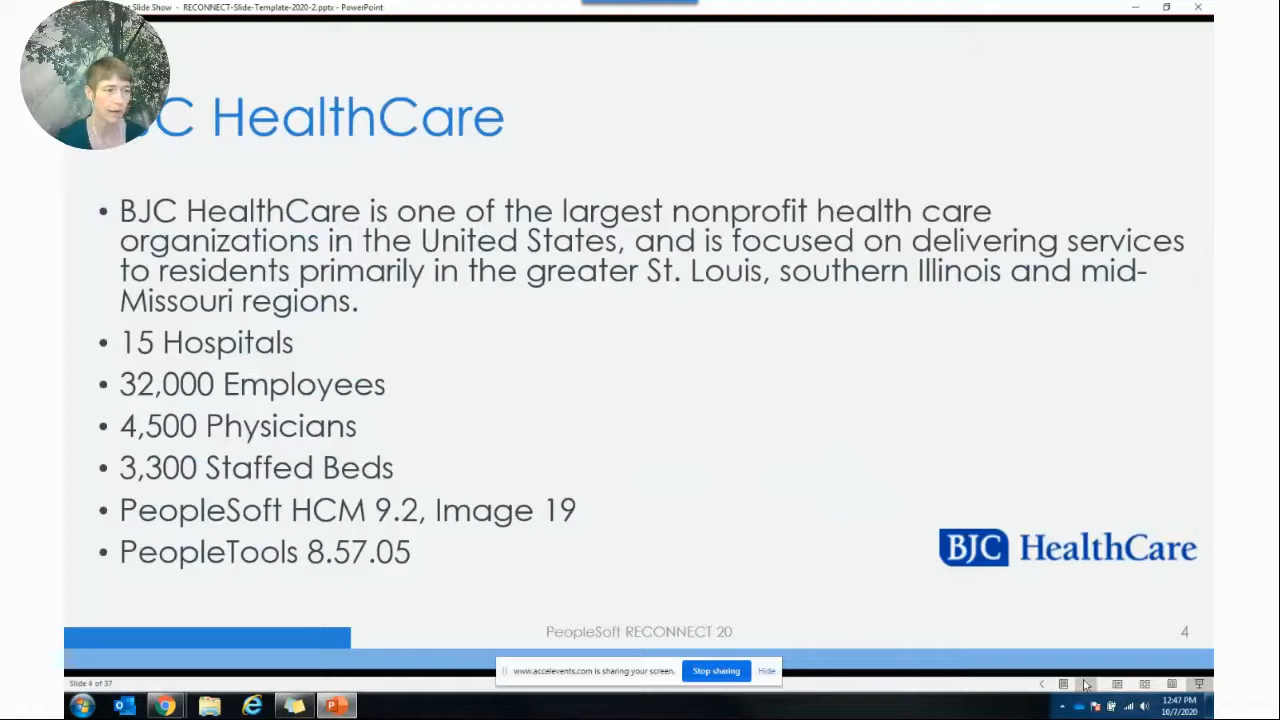 Slide Show - RECONNECT-Slide-Template-2020-2.pptx - PowerPoint
C HealthCare
• BJC HealthCare is one of the largest nonprofit health care
organizations in the United States, and is focused on delivering services
to residents primarily in the greater St. Louis, southern Illinois and mid-
Missouri regions.
• 15 Hospitals
• 32,000 Employees
• 4,500 Physicians
• 3,300 Staffed Beds
• PeopleSoft HCM 9.2, Image 19
• PeopleTools 8.57.05
BJC HealthCare
PeopleSoft RECONNECT 20
4
www.accelevents.com is sharing your screen.
Stop sharing
Hide
Slide 4 of 37
12:47 PM
10/7/2020